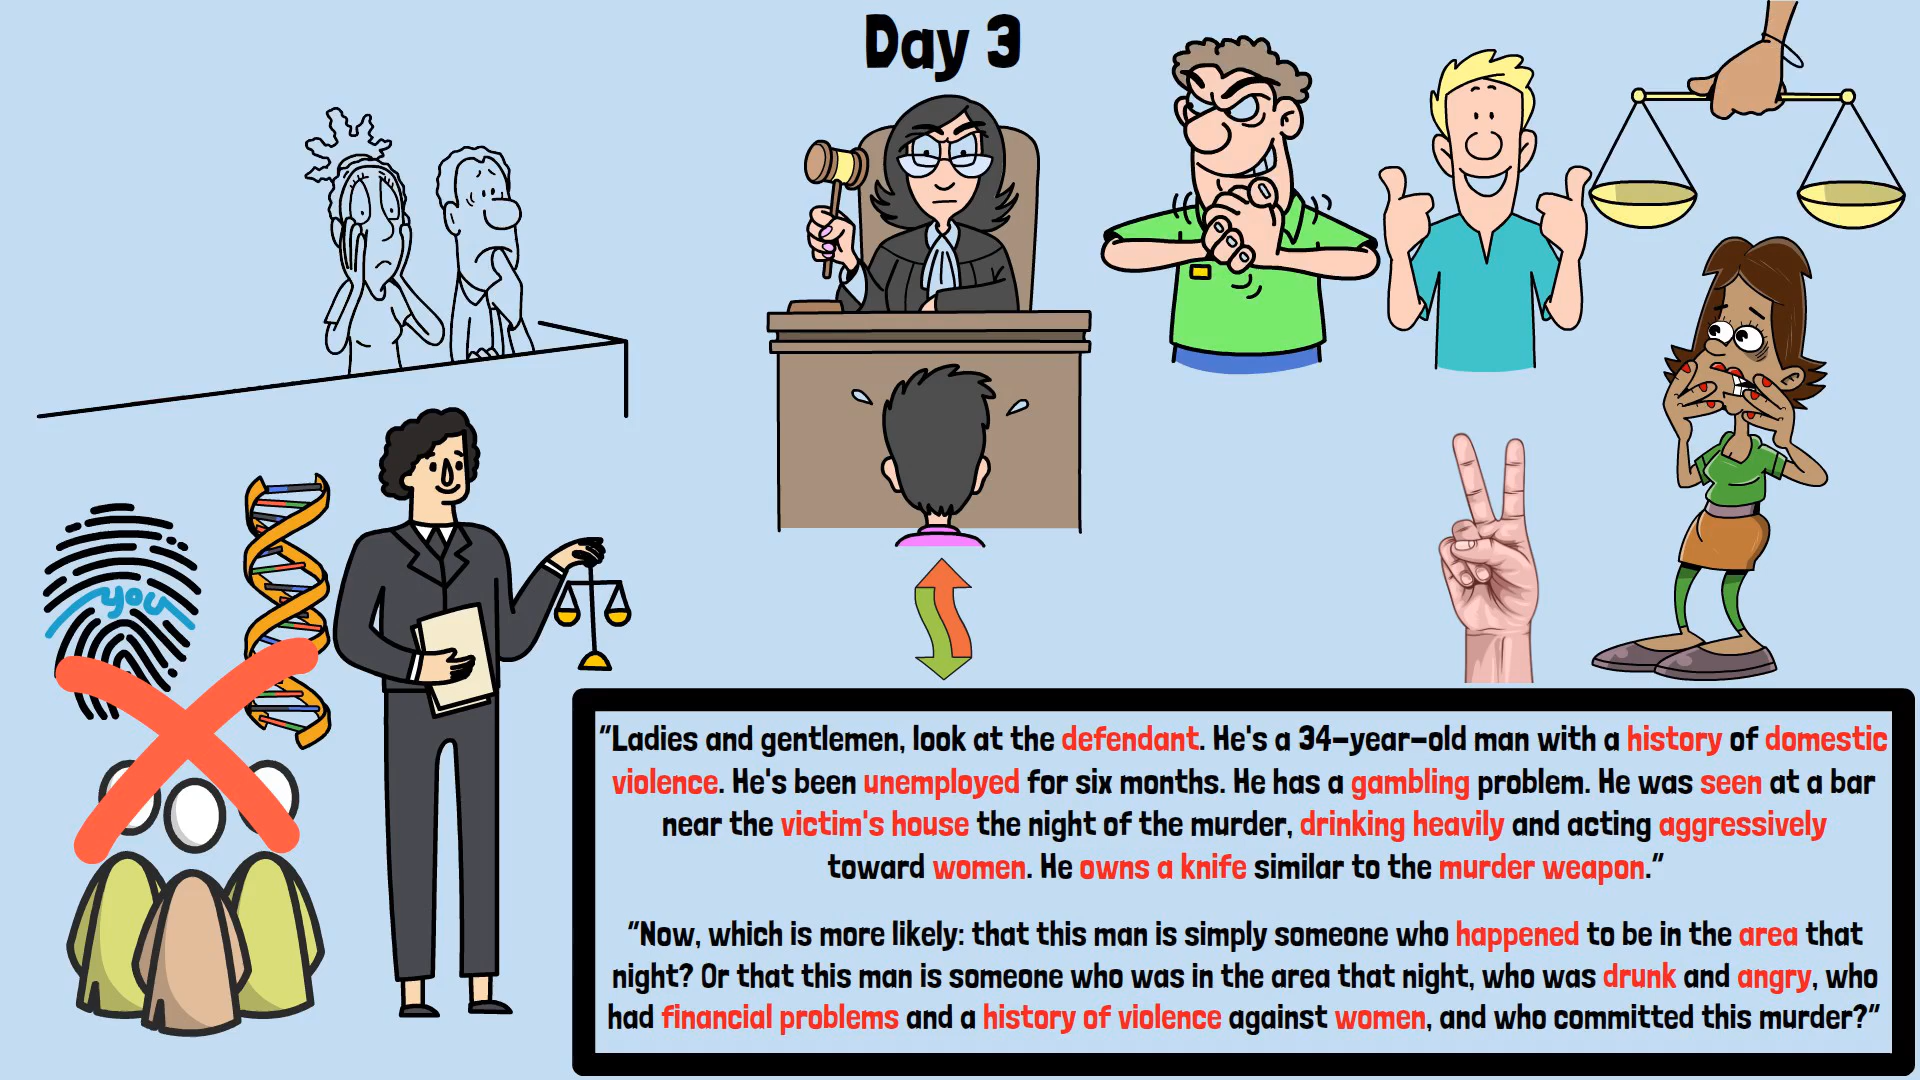 Day 3
you
"Ladies and gentlemen, look at the defendant. He's a 34-year-old man with a history of domestic
violence. He's been unemployed for six months. He has a gambling problem. He was seen at a bar
near the victim's house the night of the murder, drinking heavily and acting aggressively
toward women. He owns a knife similar to the murder weapon."
"Now, which is more likely: that this man is simply someone who happened to be in the area that
night? Or that this man is someone who was in the area that night, who was drunk and angry, who
had financial problems and a history of violence against women, and who committed this murder?"